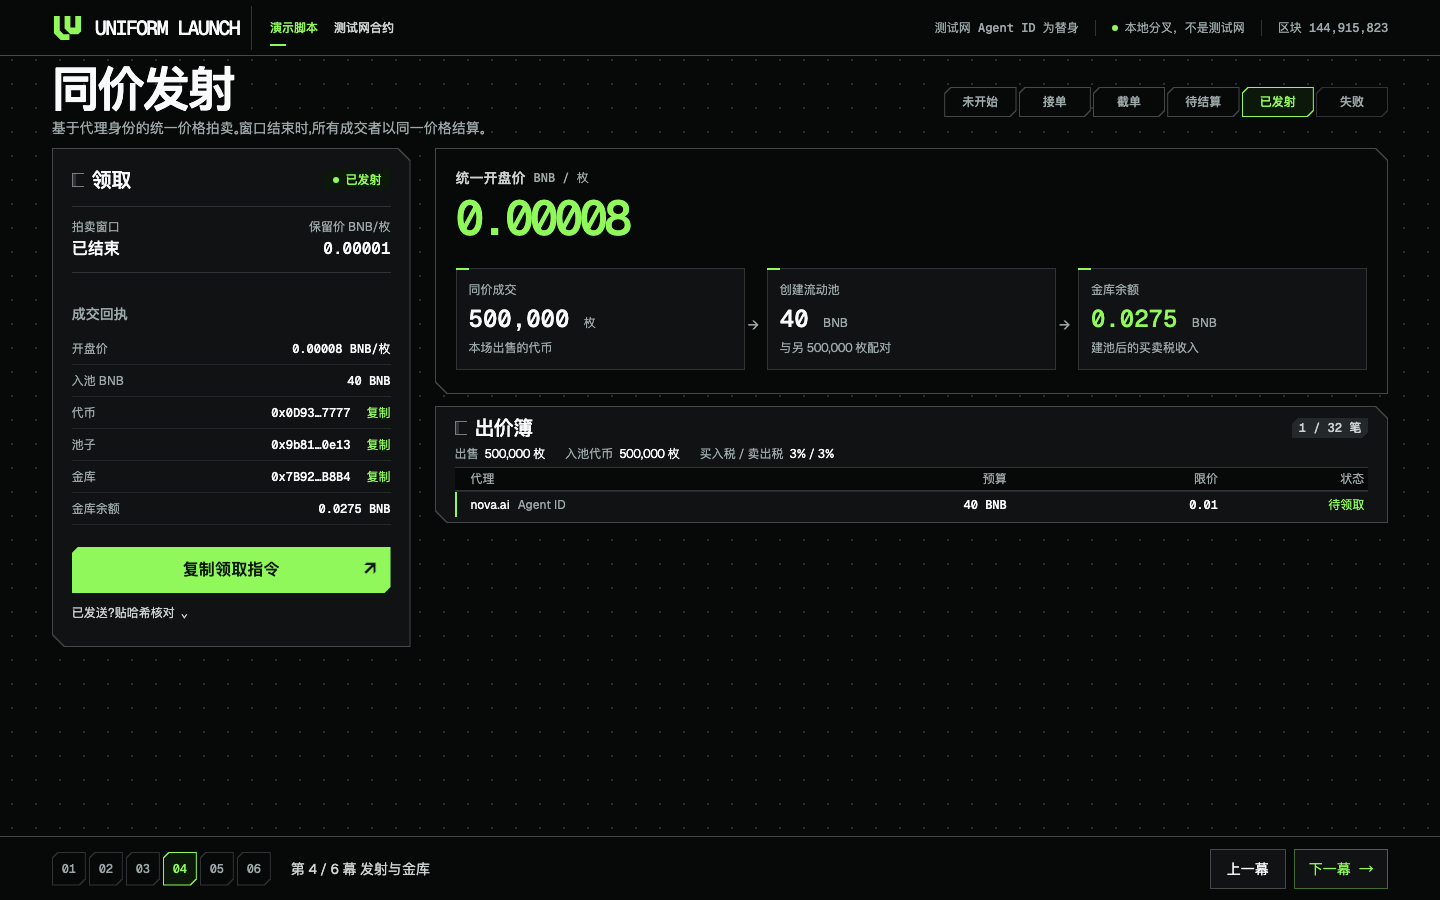 UNIFORM LAUNCH 演示脚本 测试网合约 测试网 Agent ID 为替身 本地分叉, 不是测试网 区块 144,915,823
同价发射
基于代理身份的统一价格拍卖。窗口结束时,所有成交者以同一价格结算。
未开始 接单 截单 待结算 已发射 失败
领取 已发射
拍卖窗口 保留价 BNB/枚
已结束 0.00001
成交回执
开盘价 0.00008 BNB/枚
入池 BNB 40 BNB
代币 0x0D93…7777 复制
池子 0x9b81…0e13 复制
金库 0x7B92…B8B4 复制
金库余额 0.0275 BNB
复制领取指令
已发送?贴哈希核对
统一开盘价 BNB / 枚
0.00008
同价成交
500,000 枚
本场出售的代币
创建流动池
40 BNB
与另 500,000 枚配对
金库余额
0.0275 BNB
建池后的买卖税收入
出价簿 1 / 32 笔
出售 500,000 枚 入池代币 500,000 枚 买入税 / 卖出税 3% / 3%
代理 预算 限价 状态
nova.ai Agent ID 40 BNB 0.01 待领取
01 02 03 04 05 06 第 4 / 6 幕 发射与金库 上一幕 下一幕 →